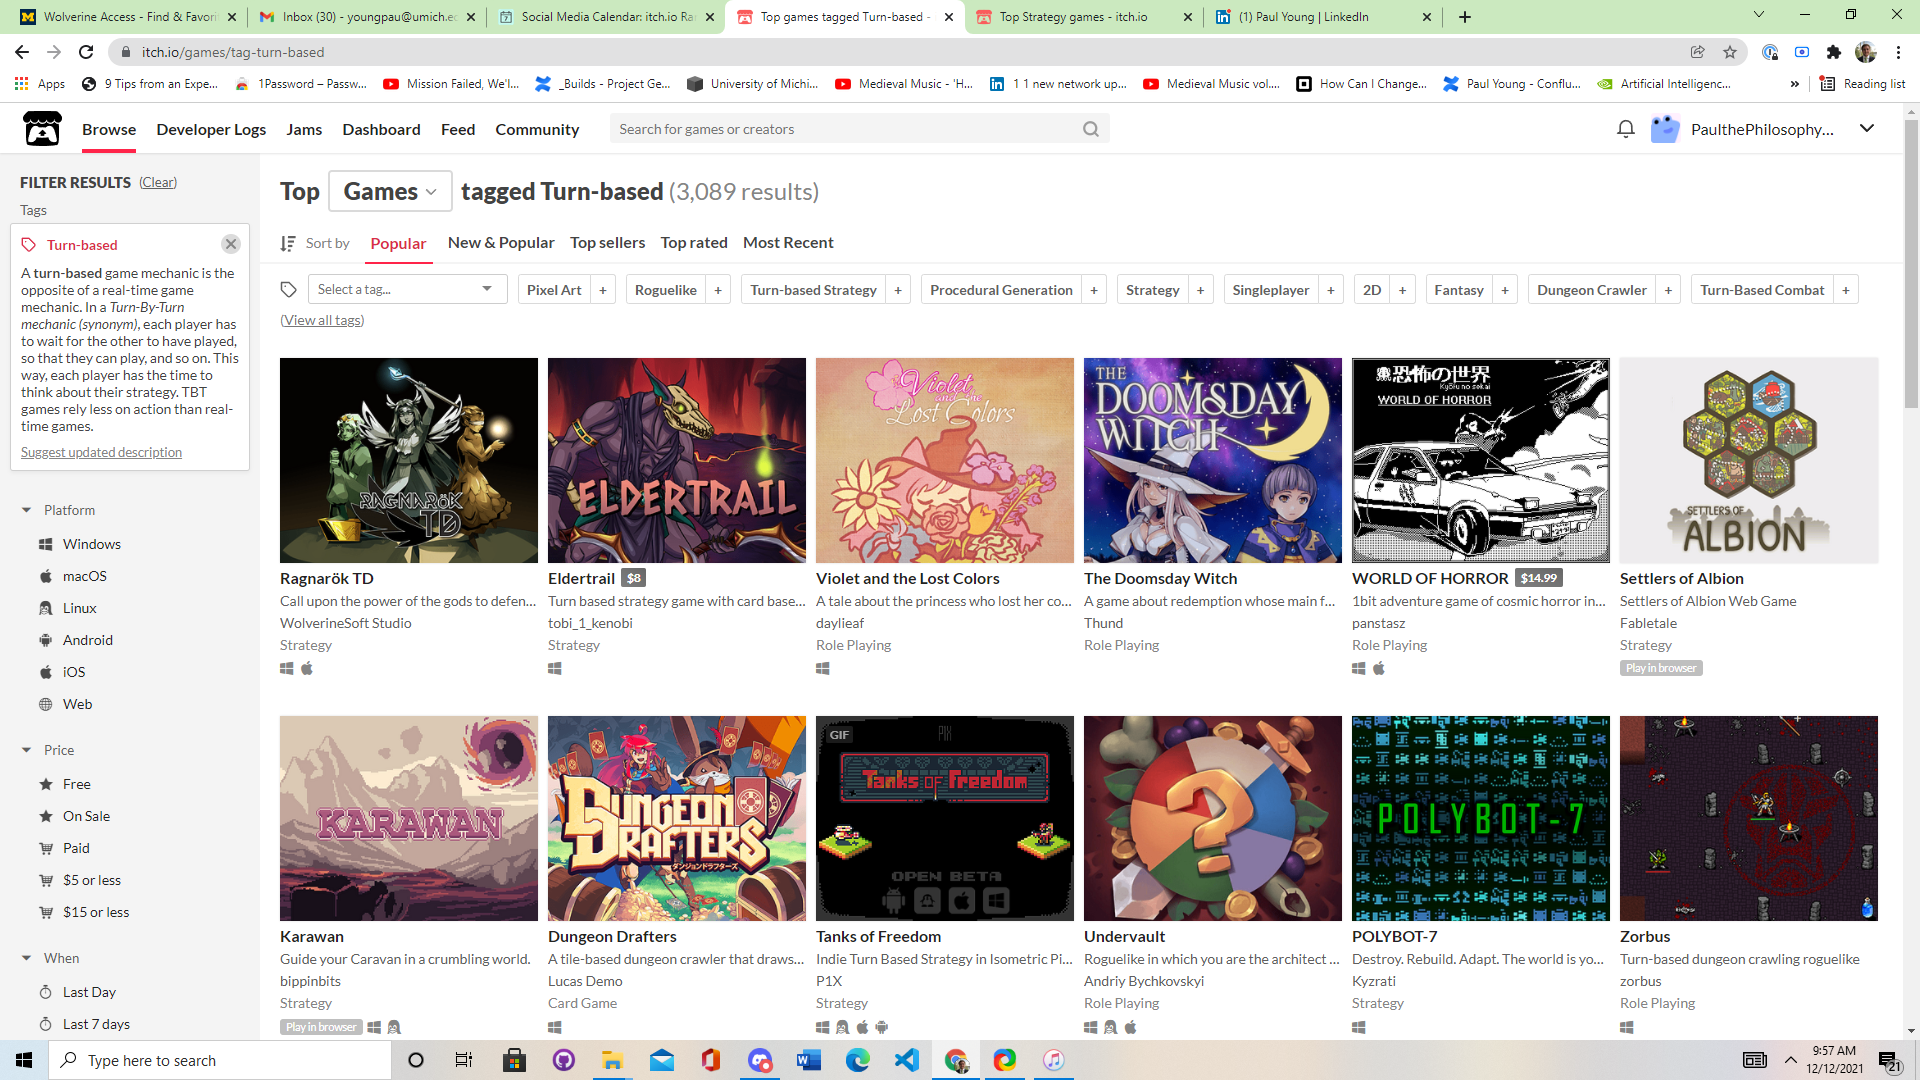 Wolverine Access - Find & Favori
Inbox (30) - youngpau@umich.ed
Social Media Calendar: itch.io Ra
Top games tagged Turn-based -
Top Strategy games - itch.io
(1) Paul Young | LinkedIn
itch.io/games/tag-turn-based
Apps
9 Tips from an Expe...
1Password – Passw...
Mission Failed, We'l...
_Builds - Project Ge...
University of Michi...
Medieval Music - 'H...
1 1 new network up...
Medieval Music vol....
How Can I Change...
Paul Young - Conflu...
Artificial Intelligenc...
»
Reading list
Browse
Developer Logs
Jams
Dashboard
Feed
Community
Search for games or creators
PaulthePhilosophy...
FILTER RESULTS (Clear)
Tags
Turn-based
A turn-based game mechanic is the
opposite of a real-time game
mechanic. In a Turn-By-Turn
mechanic (synonym), each player has
to wait for the other to have played,
so that they can play, and so on. This
way, each player has the time to
think about their strategy. TBT
games rely less on action than real-
time games.
Suggest updated description
Platform
Windows
macOS
Linux
Android
iOS
Web
Price
Free
On Sale
Paid
$5 or less
$15 or less
When
Last Day
Last 7 days
Top Games tagged Turn-based (3,089 results)
Sort by
Popular
New & Popular
Top sellers
Top rated
Most Recent
Select a tag...
Pixel Art +
Roguelike +
Turn-based Strategy +
Procedural Generation +
Strategy +
Singleplayer +
2D +
Fantasy +
Dungeon Crawler +
Turn-Based Combat +
(View all tags)
RAGNARÖK
TD
Ragnarök TD
Call upon the power of the gods to defen...
WolverineSoft Studio
Strategy
ELDERTRAIL
Eldertrail $8
Turn based strategy game with card base...
tobi_1_kenobi
Strategy
Violet
and the
Lost Colors
Violet and the Lost Colors
A tale about the princess who lost her co...
daylieaf
Role Playing
THE
DOOMSDAY
WITCH
The Doomsday Witch
A game about redemption whose main f...
Thund
Role Playing
恐怖の世界
Kyōfu no sekai
WORLD OF HORROR
WORLD OF HORROR $14.99
1bit adventure game of cosmic horror in...
panstasz
Role Playing
SETTLERS OF
ALBION
Settlers of Albion
Settlers of Albion Web Game
Fabletale
Strategy
Play in browser
KARAWAN
Karawan
Guide your Caravan in a crumbling world.
bippinbits
Strategy
Play in browser
DUNGEON
DRAFTERS
ダンジョンドラフターズ
Dungeon Drafters
A tile-based dungeon crawler that draws...
Lucas Demo
Card Game
GIF
P1X
Tanks of Freedom
OPEN BETA
Tanks of Freedom
Indie Turn Based Strategy in Isometric Pi...
P1X
Strategy
?
Undervault
Roguelike in which you are the architect ...
Andriy Bychkovskyi
Role Playing
POLYBOT-7
POLYBOT-7
Destroy. Rebuild. Adapt. The world is yo...
Kyzrati
Strategy
Zorbus
Turn-based dungeon crawling roguelike
zorbus
Role Playing
Type here to search
9:57 AM
12/12/2021
21